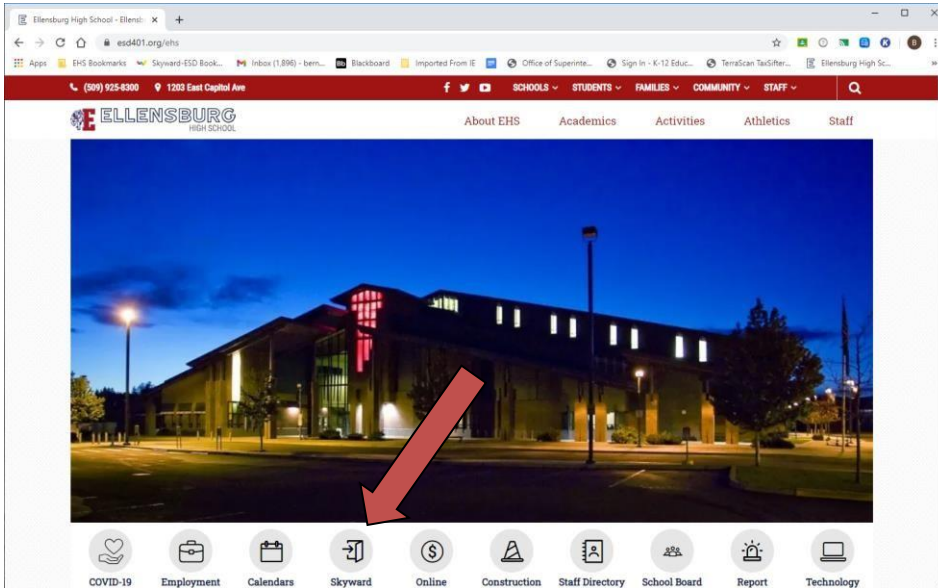 Ellensburg High School - Ellensb
esd401.org/ehs
Apps EHS Bookmarks Skyward-ESD Book... Inbox (1,896) - bern... Bb Blackboard Imported From IE Office of Superinte... Sign In - K-12 Educ... TerraScan TaxSifter... Ellensburg High Sc...
(509) 925-8300 1203 East Capitol Ave SCHOOLS STUDENTS FAMILIES COMMUNITY STAFF
E ELLENSBURG
HIGH SCHOOL
About EHS Academics Activities Athletics Staff
COVID-19 Employment Calendars Skyward Online Construction Staff Directory School Board Report Technology